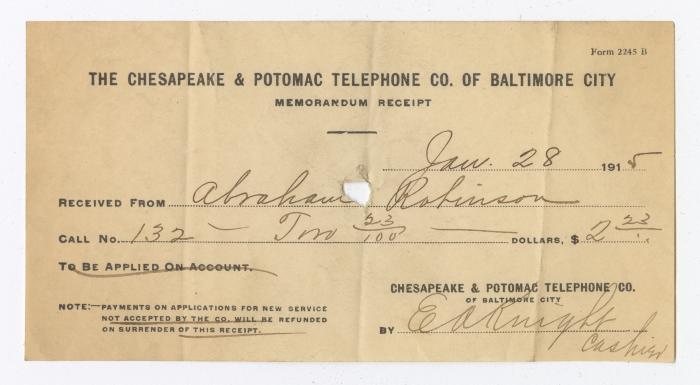 Form 2245 B
THE CHESAPEAKE & POTOMAC TELEPHONE CO. OF BALTIMORE CITY
MEMORANDUM RECEIPT
Jan. 28 1915
RECEIVED FROM Abraham Robinson
CALL No. 132 — Two 23/100 — DOLLARS, $ 2 23/..
TO BE APPLIED ON ACCOUNT.
CHESAPEAKE & POTOMAC TELEPHONE CO.
OF BALTIMORE CITY
NOTE:—PAYMENTS ON APPLICATIONS FOR NEW SERVICE
NOT ACCEPTED BY THE CO. WILL BE REFUNDED
ON SURRENDER OF THIS RECEIPT.
BY E A Knight
Cashier